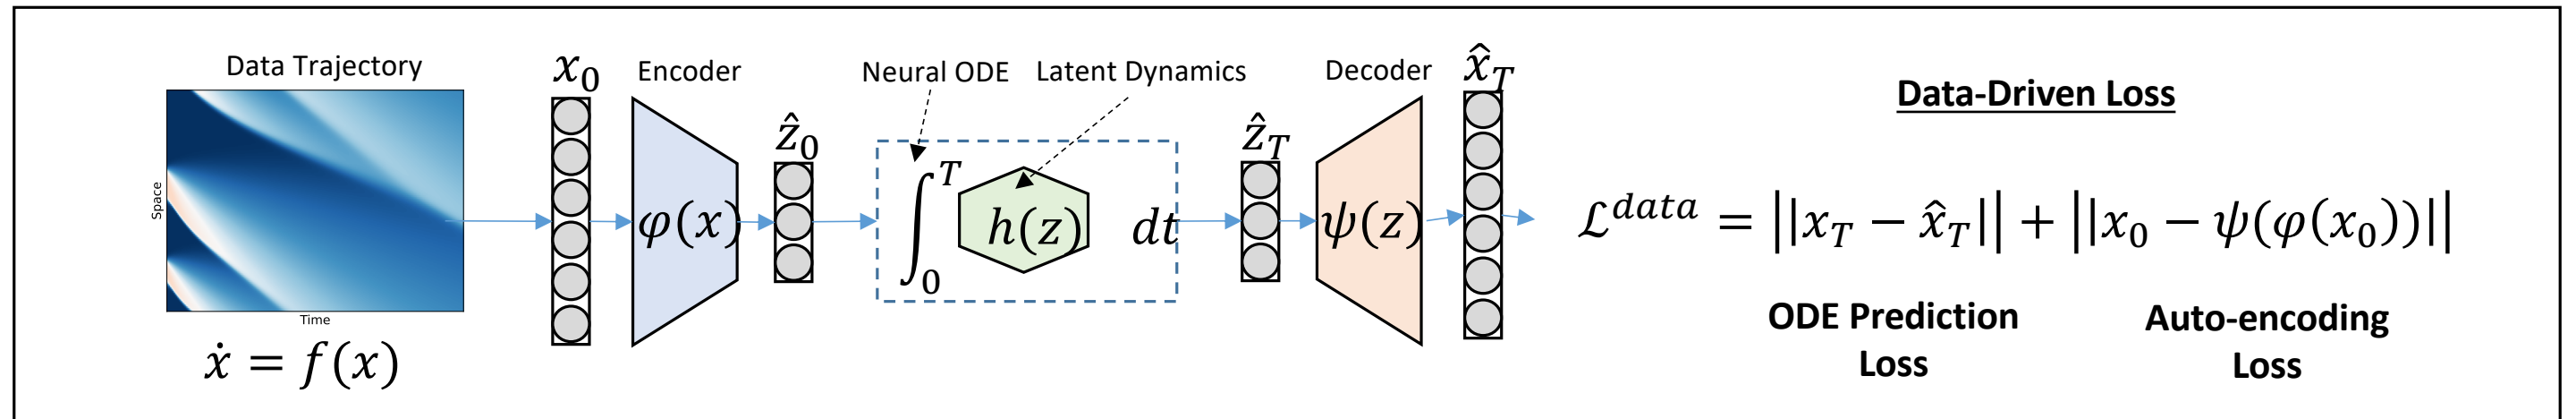 Data Trajectory
Space
Time
ẋ = f(x)
x₀
Encoder
φ(x)
ẑ₀
Neural ODE
Latent Dynamics
∫₀ᵀ h(z) dt
ẑ_T
Decoder
ψ(z)
x̂_T
Data-Driven Loss
ℒ^{data} = ||x_T − x̂_T|| + ||x₀ − ψ(φ(x₀))||
ODE Prediction
Loss
Auto-encoding
Loss